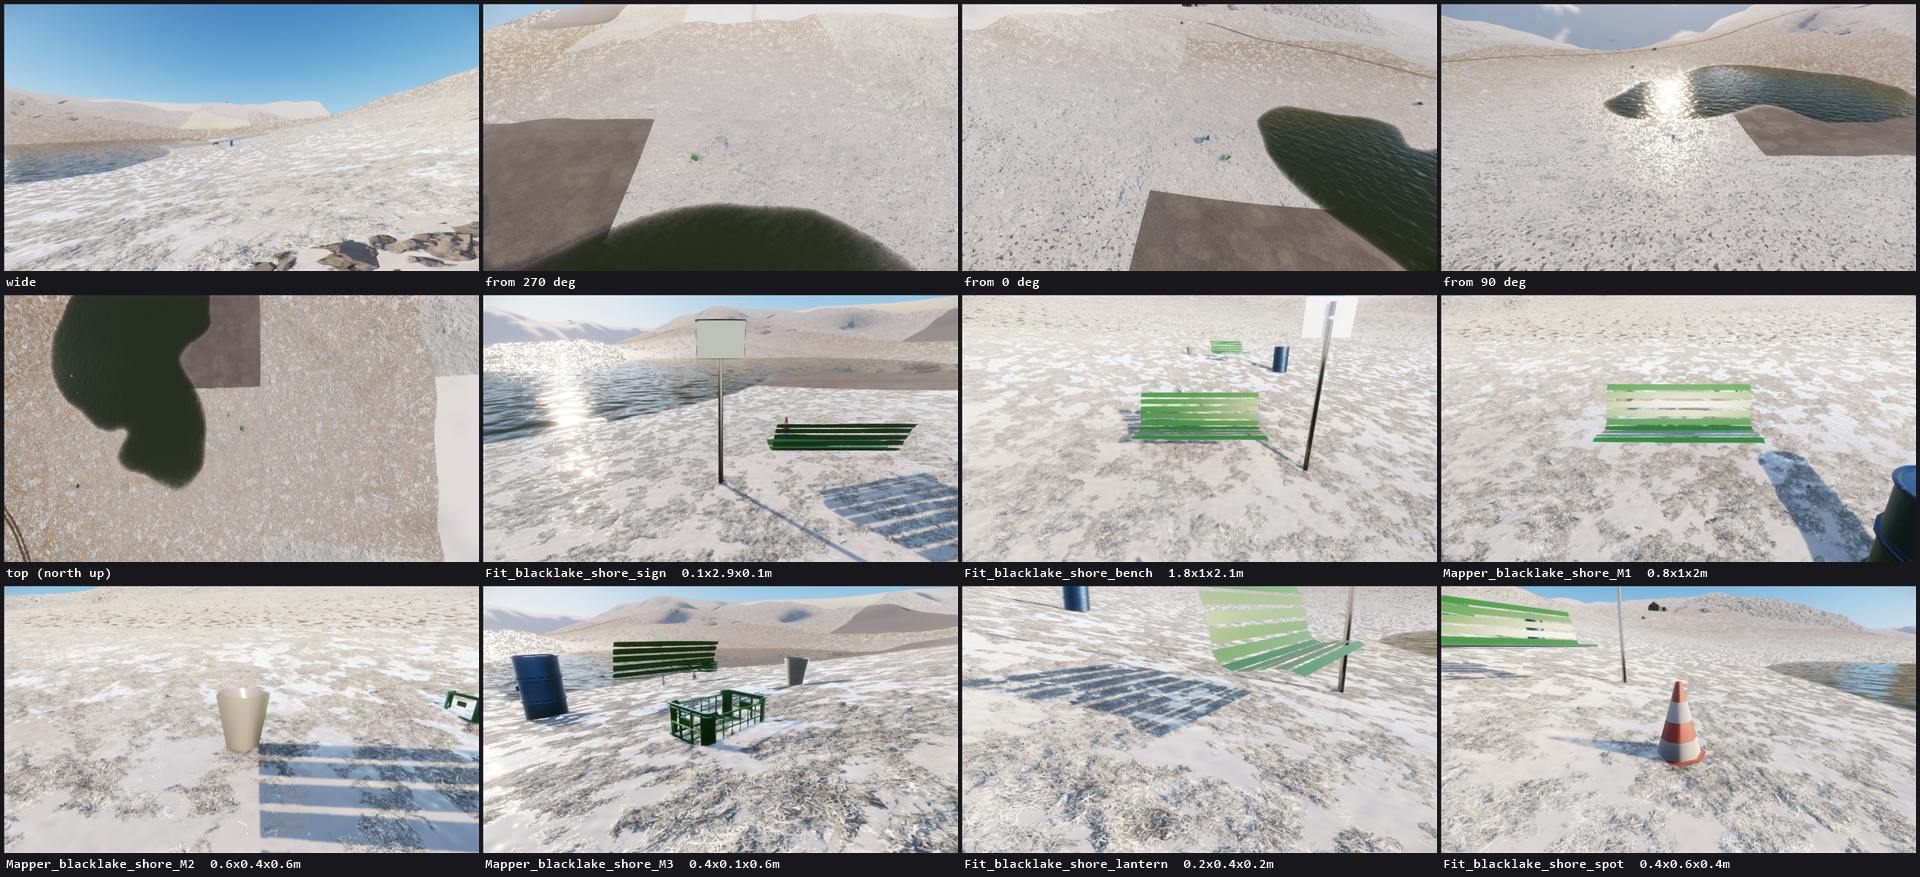 wide
from 270 deg
from 0 deg
from 90 deg
top (north up)
Fit_blacklake_shore_sign 0.1x2.9x0.1m
Fit_blacklake_shore_bench 1.8x1x2.1m
Mapper_blacklake_shore_M1 0.8x1x2m
Mapper_blacklake_shore_M2 0.6x0.4x0.6m
Mapper_blacklake_shore_M3 0.4x0.1x0.6m
Fit_blacklake_shore_lantern 0.2x0.4x0.2m
Fit_blacklake_shore_spot 0.4x0.6x0.4m